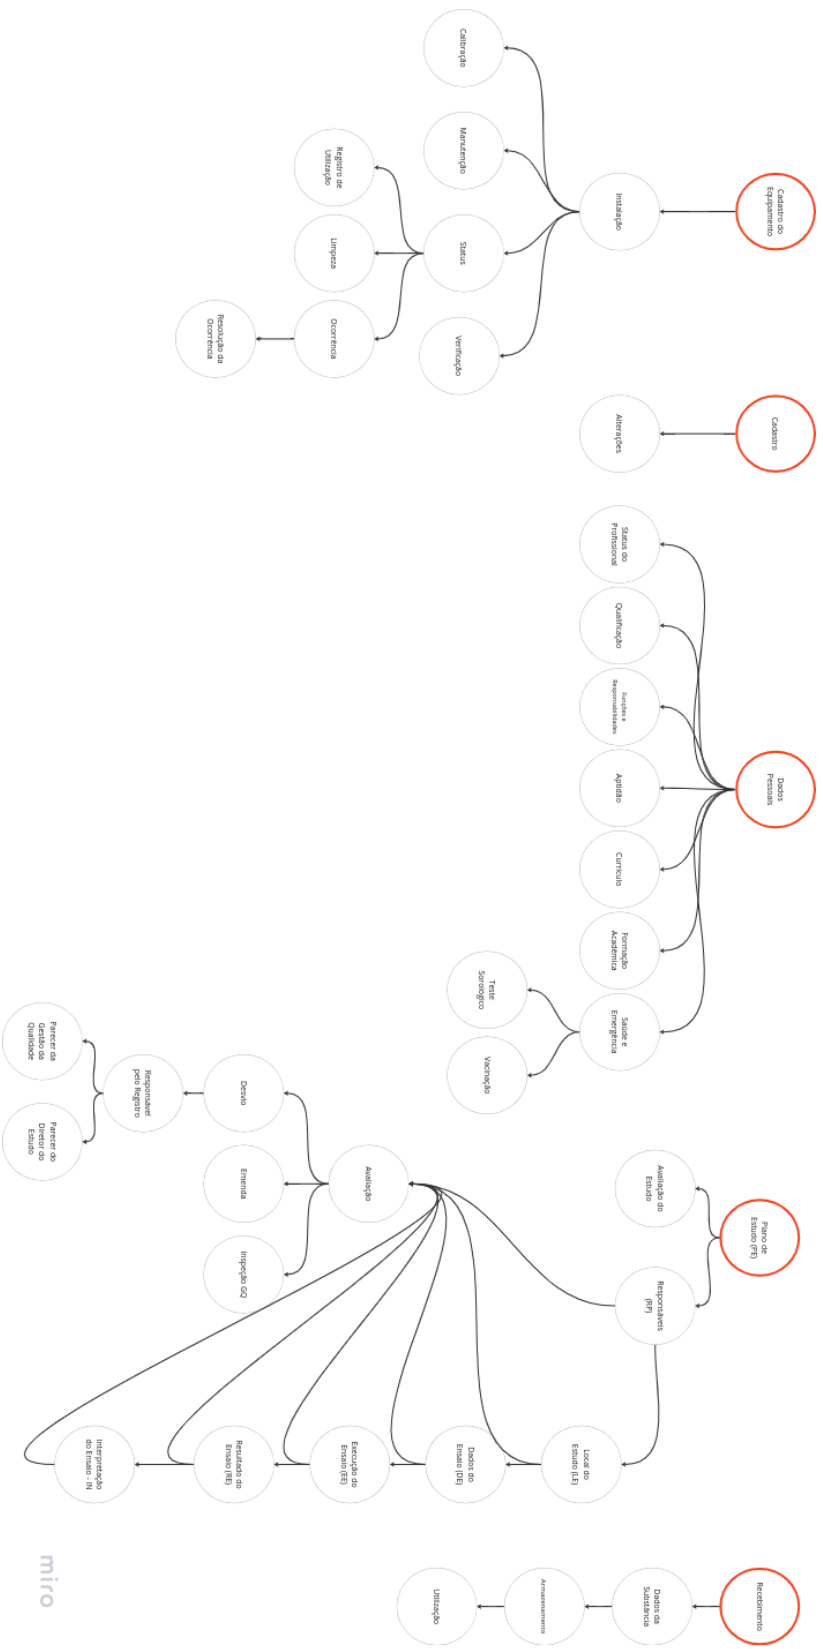 Cadastro do
Equipamento
Instalação
Calibração
Manutenção
Status
Verificação
Registro de
Utilização
Limpeza
Ocorrência
Resolução da
Ocorrência
Cadastro
Alterações
Dados
Pessoais
Status do
Profissional
Qualificação
Funções e
Responsabilidades
Aptidão
Currículo
Formação
Acadêmica
Saúde e
Emergência
Teste
Sorológico
Vacinação
Plano de
Estudo (PE)
Avaliação do
Estudo
Responsáveis
(RP)
Avaliação
Desvio
Emenda
Inspeção GQ
Responsável
pelo Registro
Parecer da
Gestão da
Qualidade
Parecer do
Diretor do
Estudo
Local do
Estudo (LE)
Dados do
Ensaio (DE)
Execução do
Ensaio (EE)
Resultado do
Ensaio (RE)
Interpretação
do Ensaio - IN
Recebimento
Dados da
Substância
Armazenamento
Utilização
miro